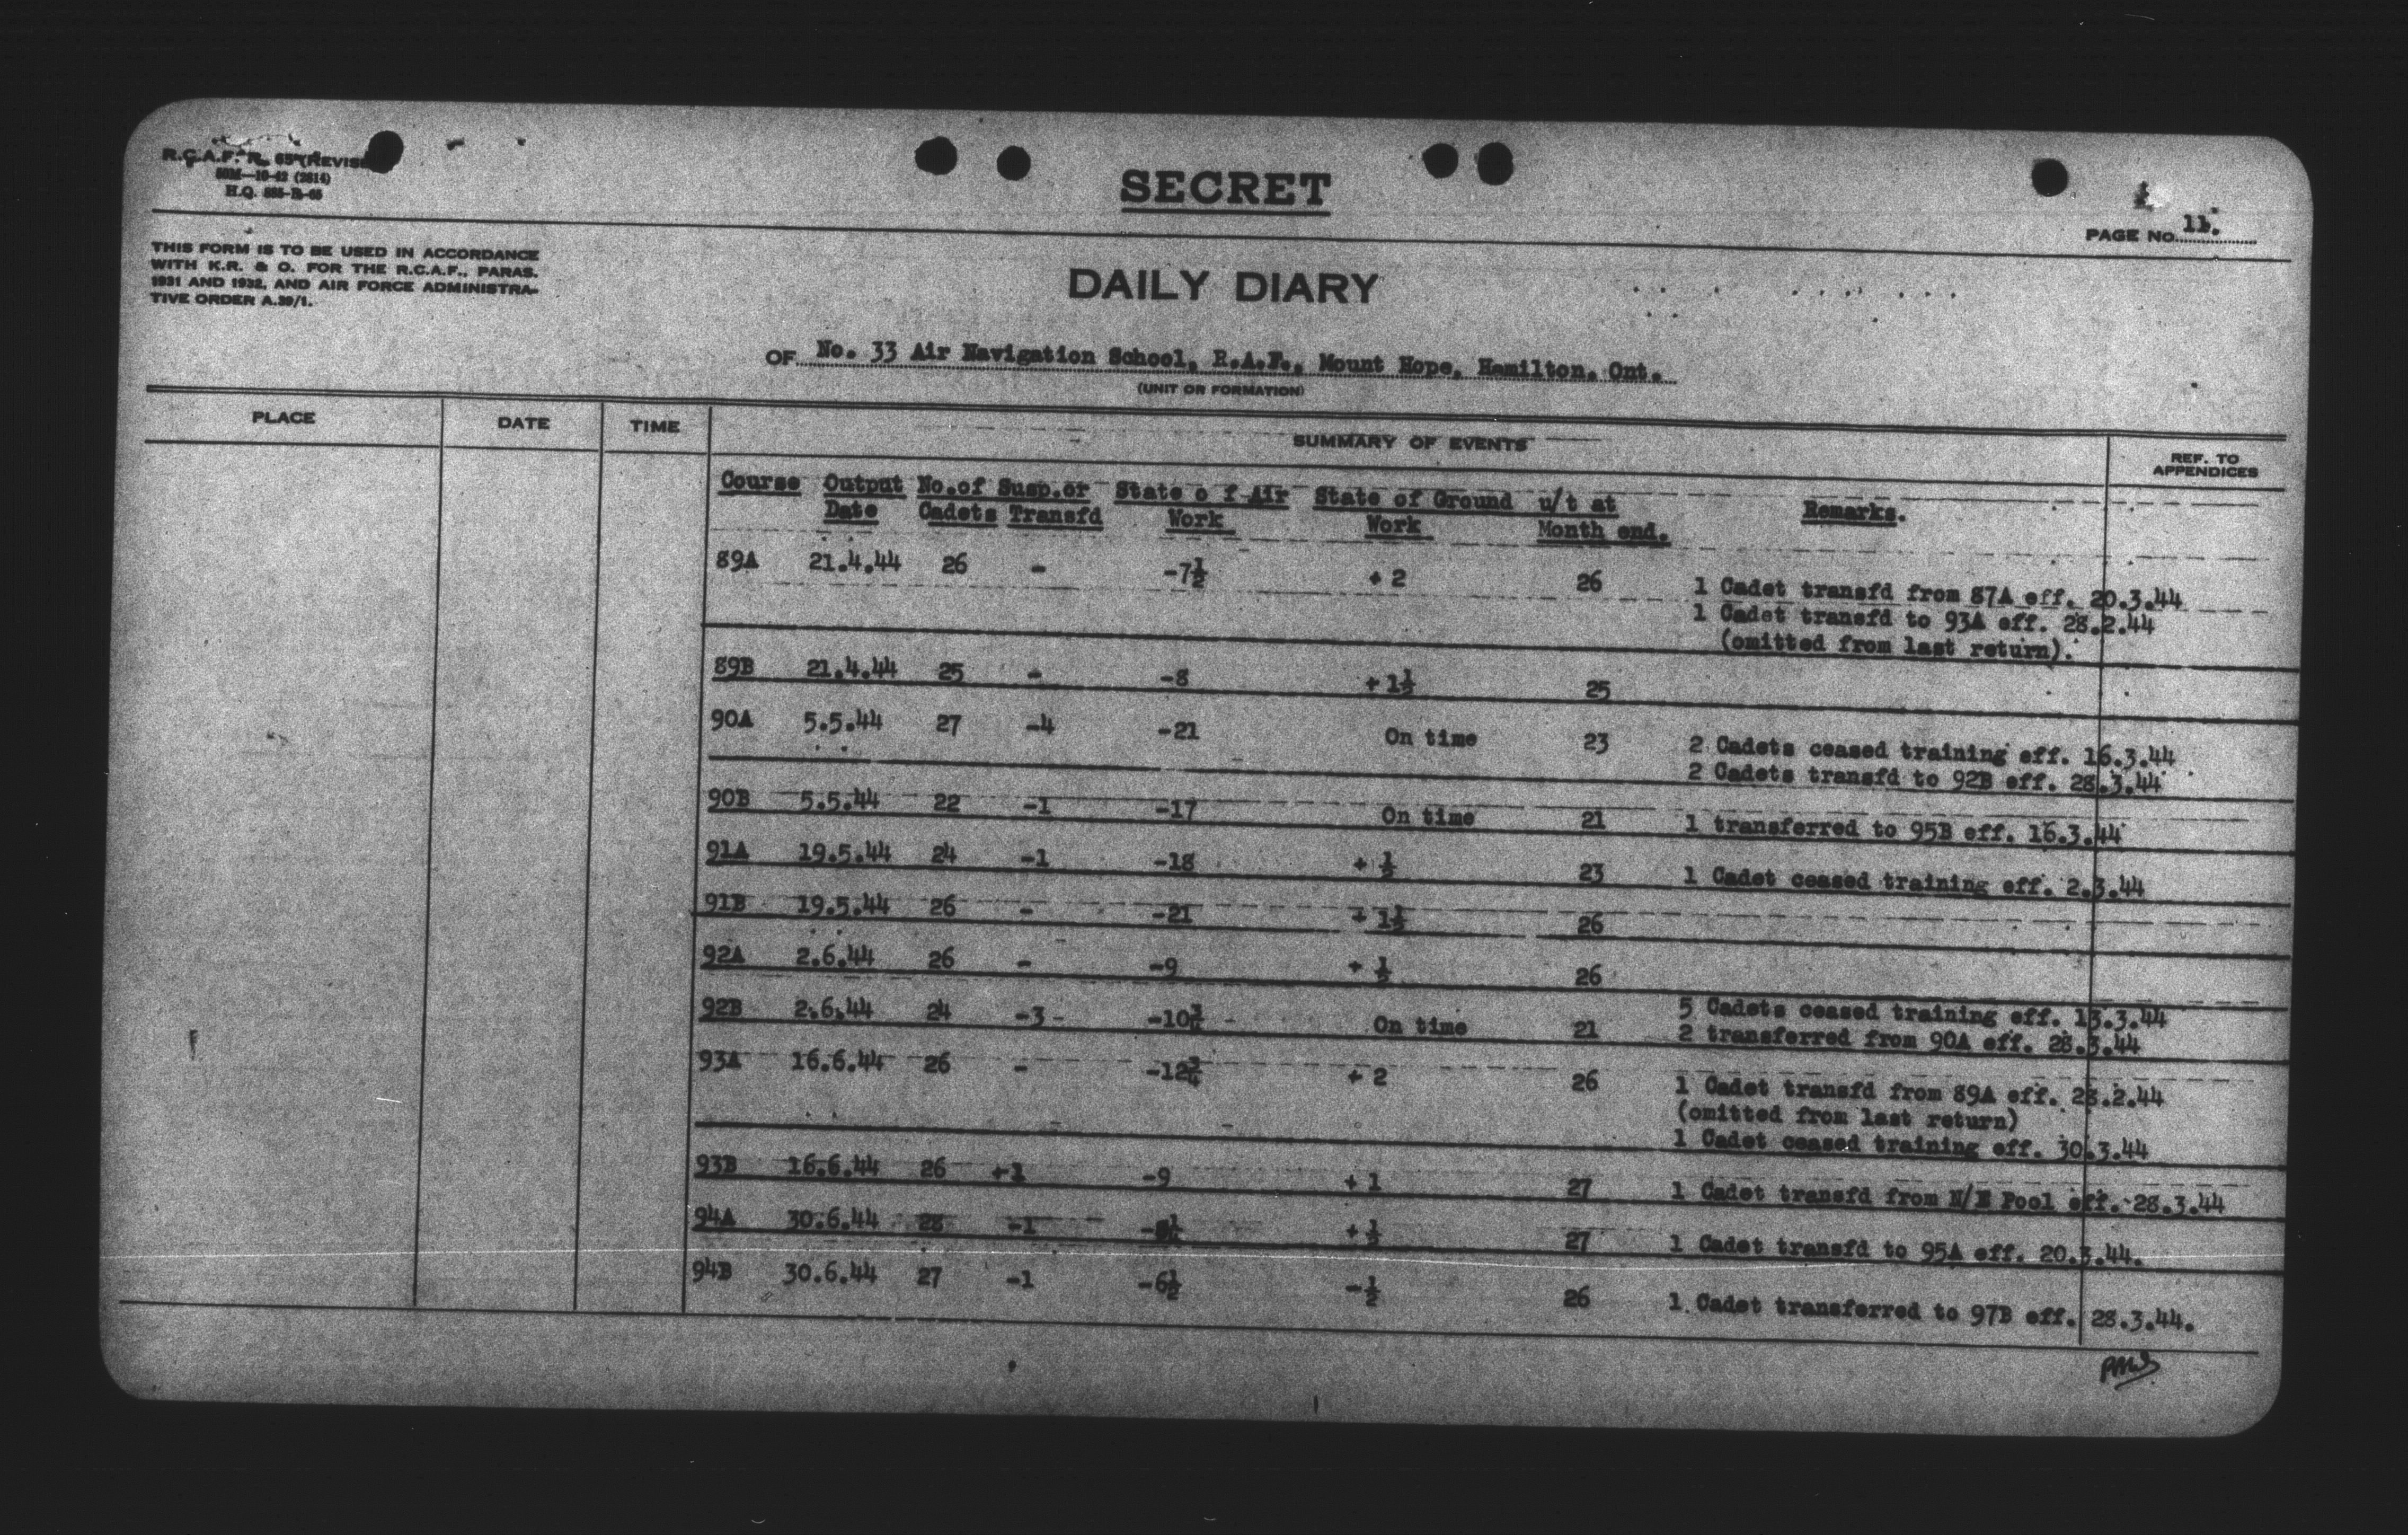 R.C.A.F. R. 65 (REVISED
50M—10-42 (3614)
H.Q. 885-R-65
SECRET
PAGE No. 11.
THIS FORM IS TO BE USED IN ACCORDANCE
WITH K.R. & O. FOR THE R.C.A.F., PARAS.
1931 AND 1932, AND AIR FORCE ADMINISTRA-
TIVE ORDER A.39/1.
DAILY DIARY
OF No. 33 Air Navigation School, R.A.F., Mount Hope, Hamilton. Ont.
(UNIT OR FORMATION)
PLACE DATE TIME SUMMARY OF EVENTS REF. TO
APPENDICES
Course Output No.of Susp.or State o f Air State of Ground u/t at Remarks.
Date Cadets Transfd Work Work Month end.
89A 21.4.44 26 - -7½ + 2 26 1 Cadet transfd from 87A eff. 20.3.44
1 Cadet transfd to 93A eff. 28.2.44
(omitted from last return).
89B 21.4.44 25 - -8 + 1½ 25
90A 5.5.44 27 -4 -21 On time 23 2 Cadets ceased training eff. 16.3.44
2 Cadets transfd to 92B eff. 28.3.44
90B 5.5.44 22 -1 -17 On time 21 1 transferred to 95B eff. 16.3.44
91A 19.5.44 24 -1 -18 + ½ 23 1 Cadet ceased training eff. 2.3.44
91B 19.5.44 26 - -21 + 1½ 26
92A 2.6.44 26 - -9 + ½ 26
92B 2.6.44 24 -3 -10¾ On time 21 5 Cadets ceased training eff. 13.3.44
2 transferred from 90A eff. 28.3.44
93A 16.6.44 26 - -12¾ + 2 26 1 Cadet transfd from 89A eff. 28.2.44
(omitted from last return)
1 Cadet ceased training eff. 30.3.44
93B 16.6.44 26 +1 -9 + 1 27 1 Cadet transfd from N/E Pool eff. 28.3.44
94A 30.6.44 28 -1 + ½ 27 1 Cadet transfd to 95A eff. 20.3.44.
94B 30.6.44 27 -1 -6½ -½ 26 1 Cadet transferred to 97B eff. 28.3.44.